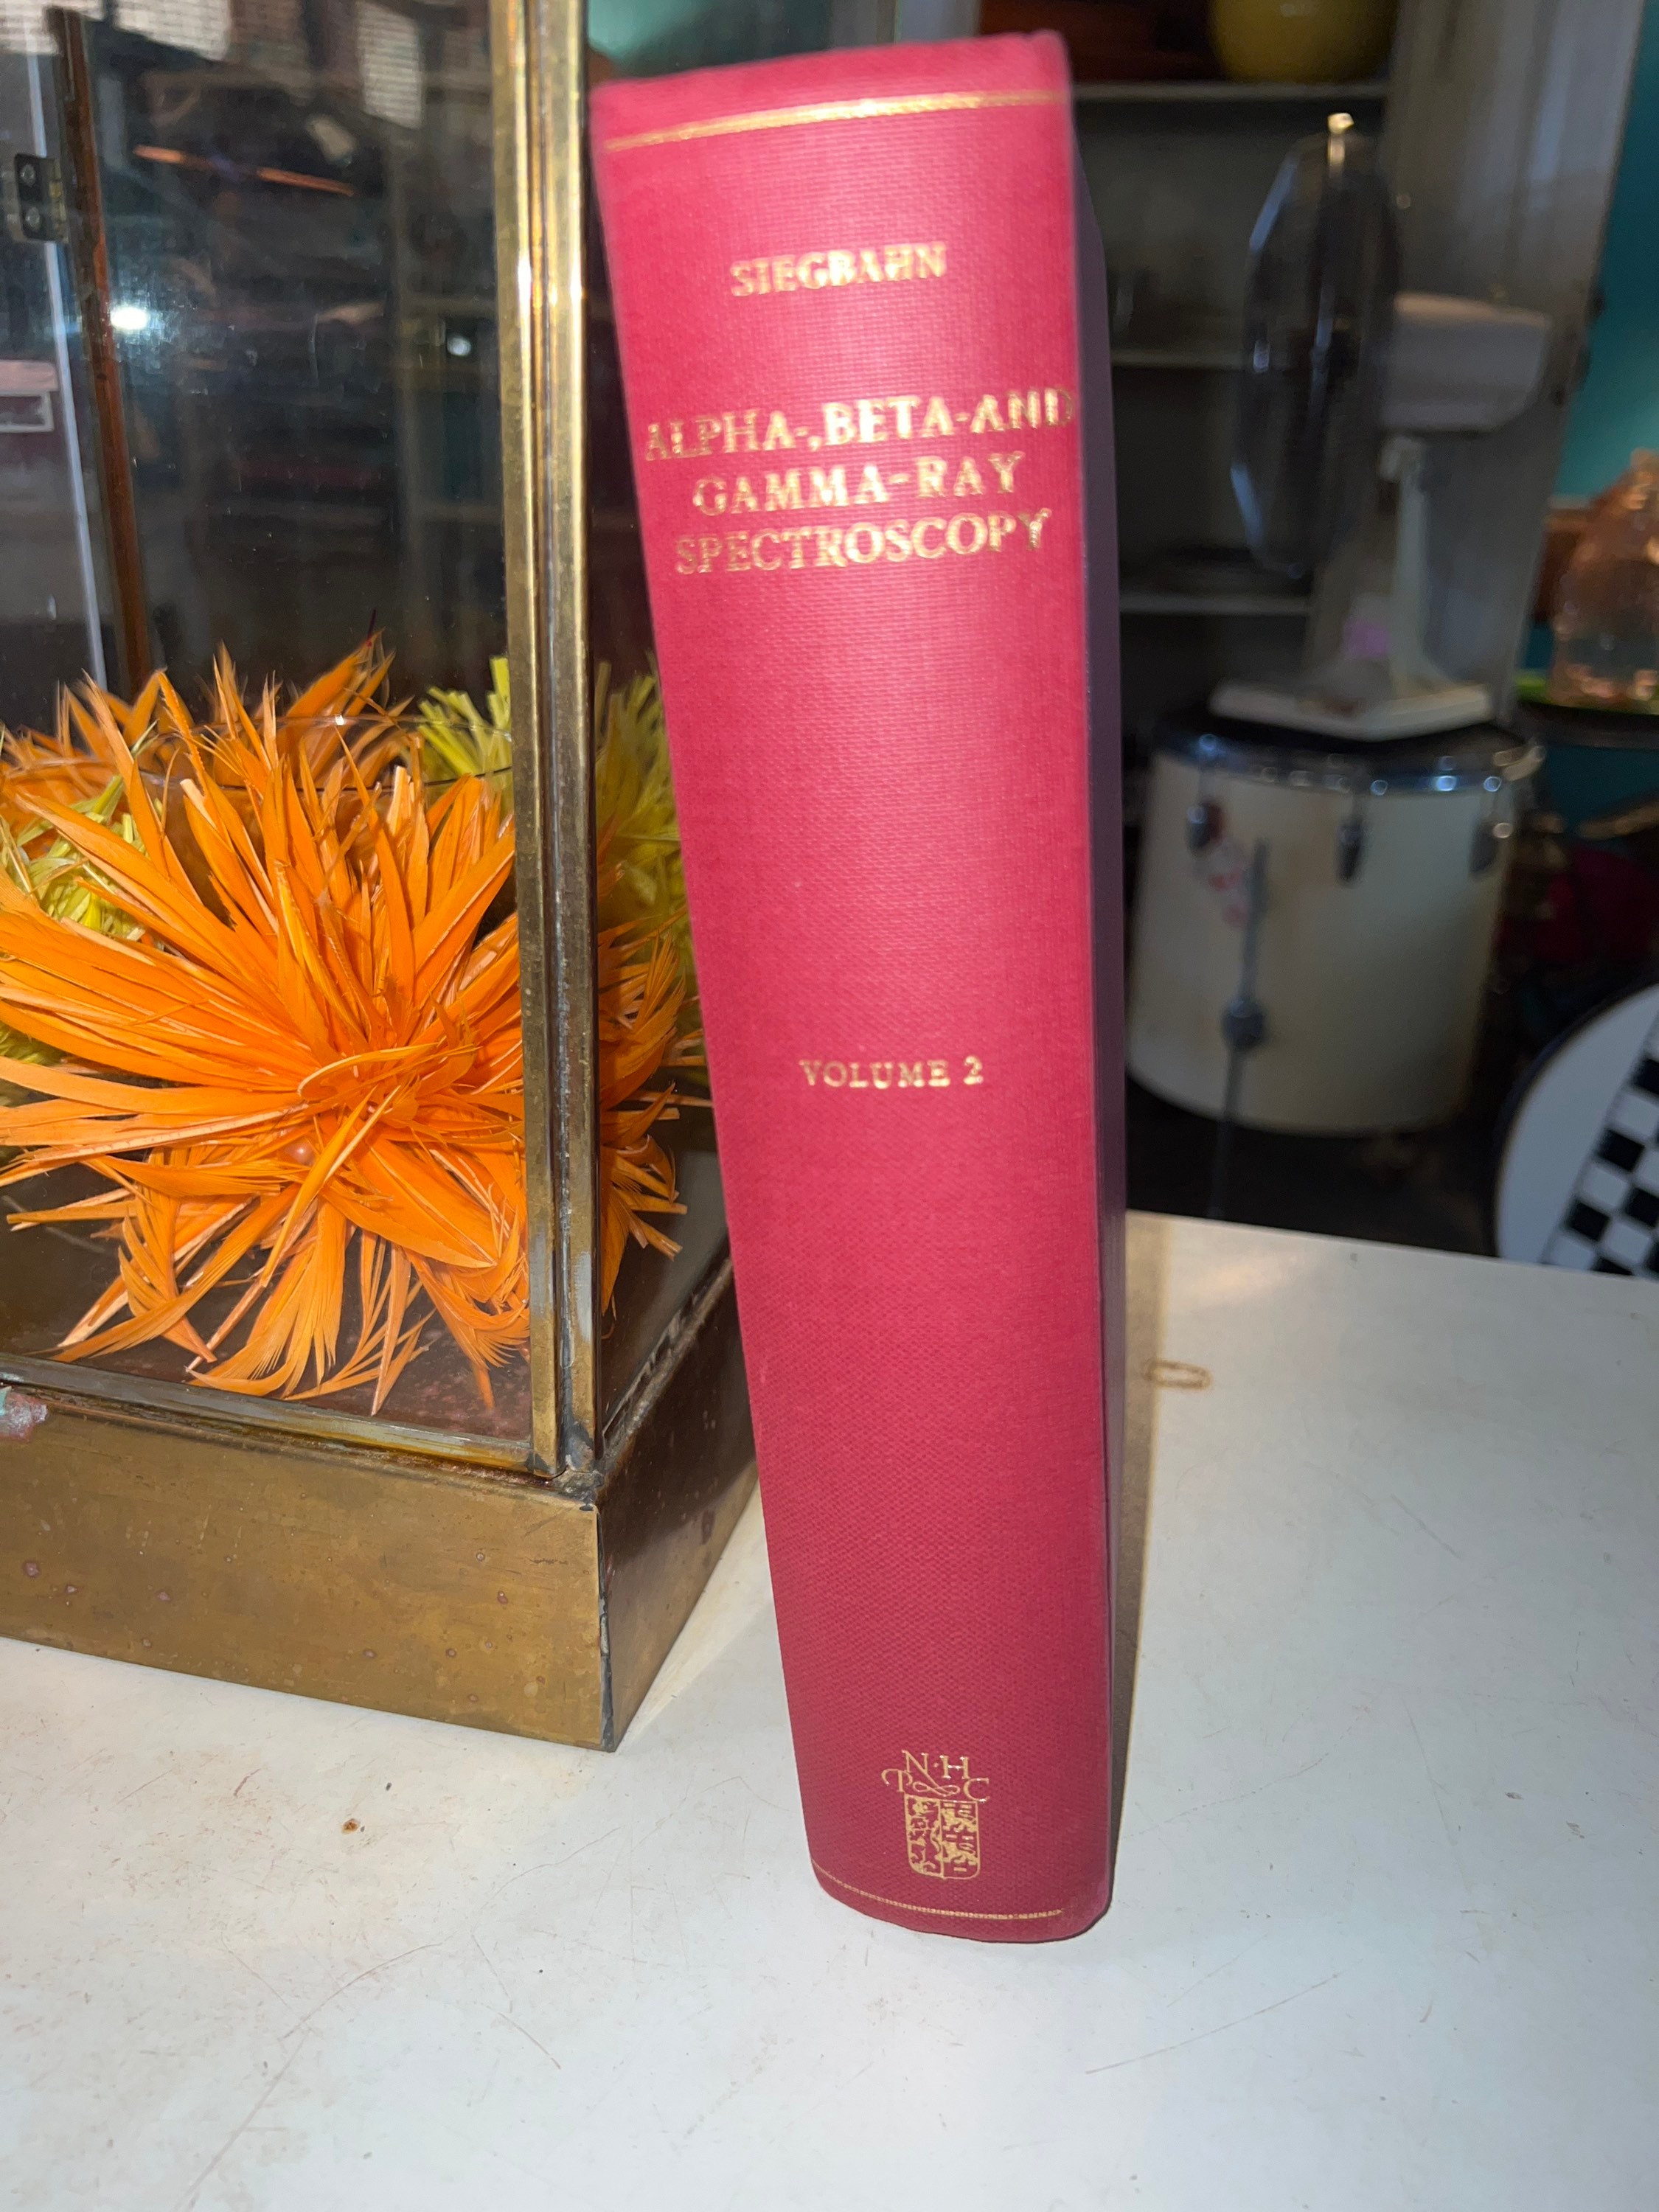 SIEGBAHN
ALPHA-,BETA-AND
GAMMA-RAY
SPECTROSCOPY
VOLUME 2
N·H
P C